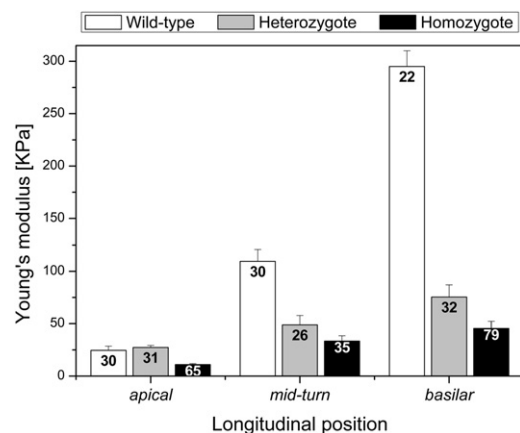 Wild-type Heterozygote Homozygote
Young's modulus [KPa]
300
250
200
150
100
50
0
30 31 65
30 26 35
22 32 79
apical mid-turn basilar
Longitudinal position